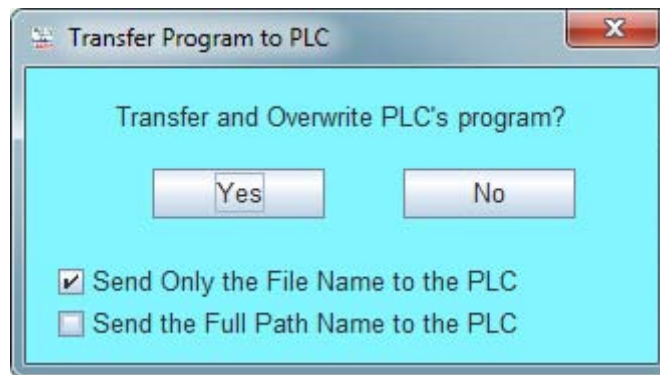 Transfer Program to PLC
Transfer and Overwrite PLC's program?
Yes No
Send Only the File Name to the PLC
Send the Full Path Name to the PLC